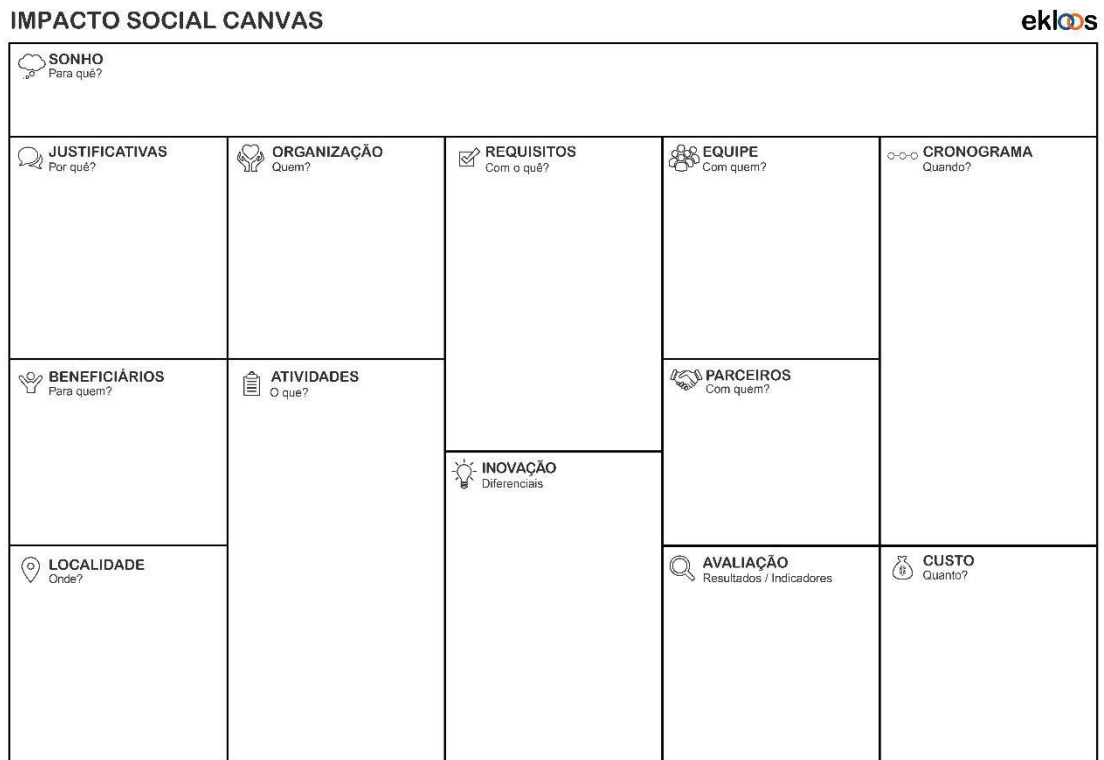 IMPACTO SOCIAL CANVAS
ekloos
SONHO
Para quê?
JUSTIFICATIVAS
Por quê?
ORGANIZAÇÃO
Quem?
REQUISITOS
Com o quê?
EQUIPE
Com quem?
CRONOGRAMA
Quando?
BENEFICIÁRIOS
Para quem?
ATIVIDADES
O que?
PARCEIROS
Com quem?
INOVAÇÃO
Diferenciais
LOCALIDADE
Onde?
AVALIAÇÃO
Resultados / Indicadores
CUSTO
Quanto?